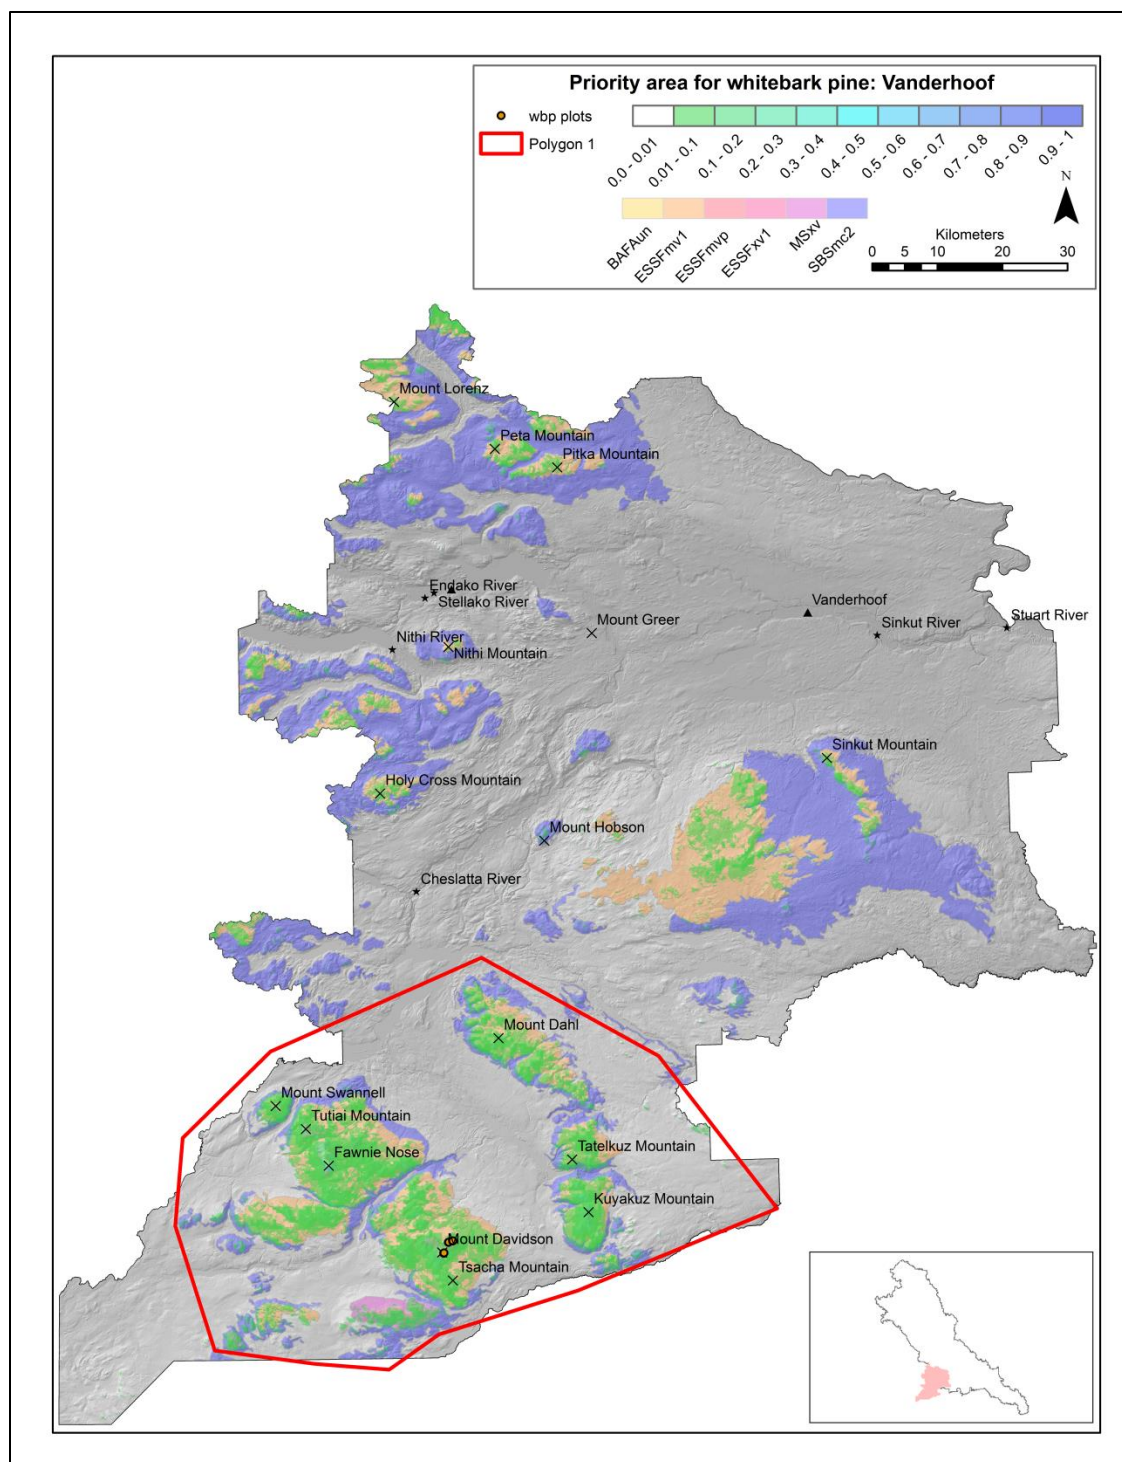 Priority area for whitebark pine: Vanderhoof
wbp plots
Polygon 1
0.0 - 0.01
0.01 - 0.1
0.1 - 0.2
0.2 - 0.3
0.3 - 0.4
0.4 - 0.5
0.5 - 0.6
0.6 - 0.7
0.7 - 0.8
0.8 - 0.9
0.9 - 1
N
BAFAun
ESSFmv1
ESSFmvp
ESSFxv1
MSxv
SBSmc2
Kilometers
0 5 10 20 30
Mount Lorenz
Peta Mountain
Pitka Mountain
Endako River
Stellako River
Vanderhoof
Mount Greer
Stuart River
Sinkut River
Nithi River
Nithi Mountain
Sinkut Mountain
Holy Cross Mountain
Mount Hobson
Cheslatta River
Mount Dahl
Mount Swannell
Tutiai Mountain
Tatelkuz Mountain
Fawnie Nose
Kuyakuz Mountain
Mount Davidson
Tsacha Mountain